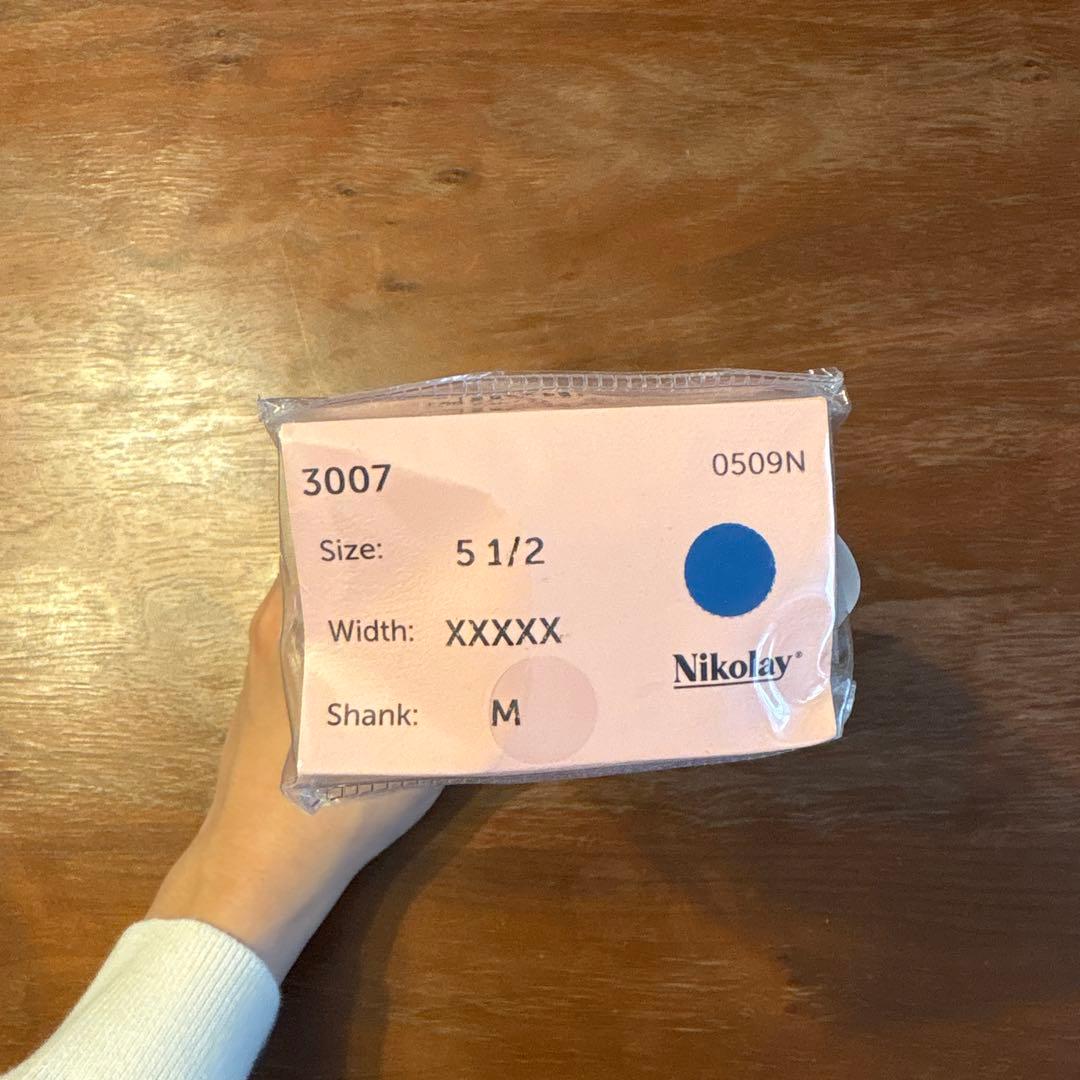 3007 0509N
Size: 5 1/2
Width: XXXXX
Nikolay®
Shank: M